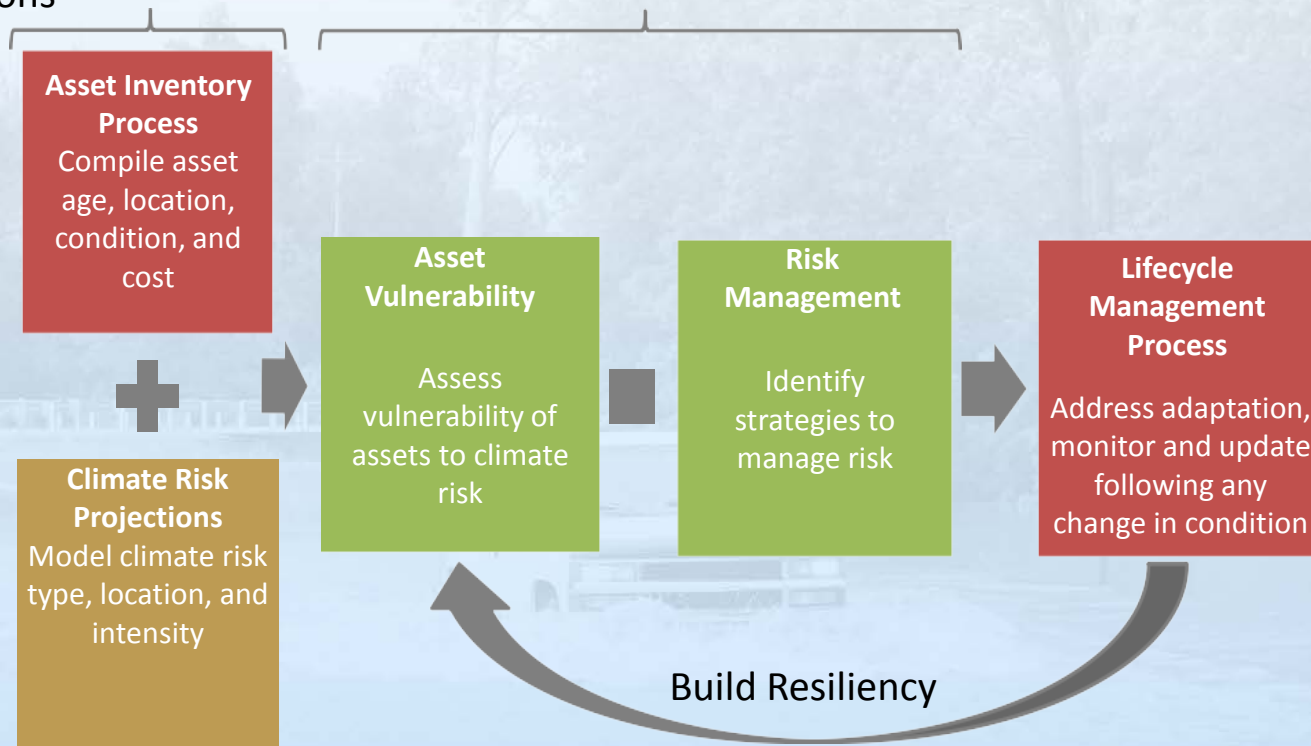 Asset Inventory
Process
Compile asset
age, location,
condition, and
cost
Climate Risk
Projections
Model climate risk
type, location, and
intensity
Asset
Vulnerability
Assess
vulnerability of
assets to climate
risk
Risk
Management
Identify
strategies to
manage risk
Lifecycle
Management
Process
Address adaptation,
monitor and update
following any
change in condition
Build Resiliency